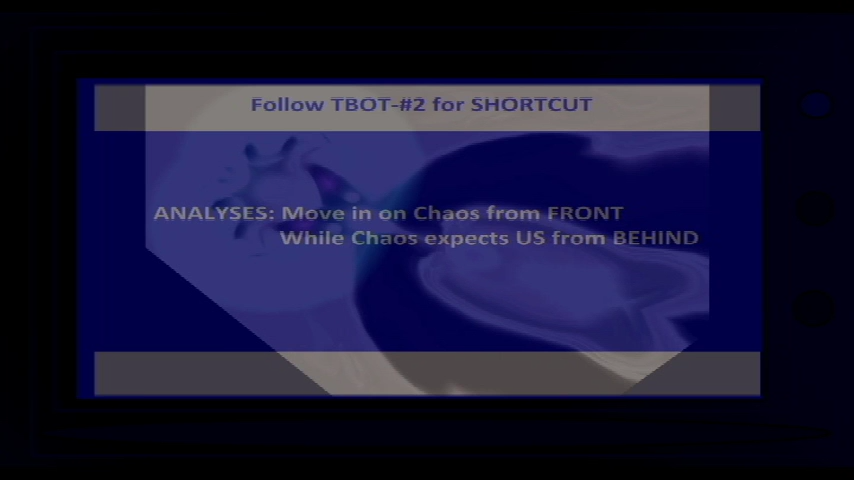 Follow TBOT-#2 for SHORTCUT
ANALYSES: Move in on Chaos from FRONT
While Chaos expects US from BEHIND